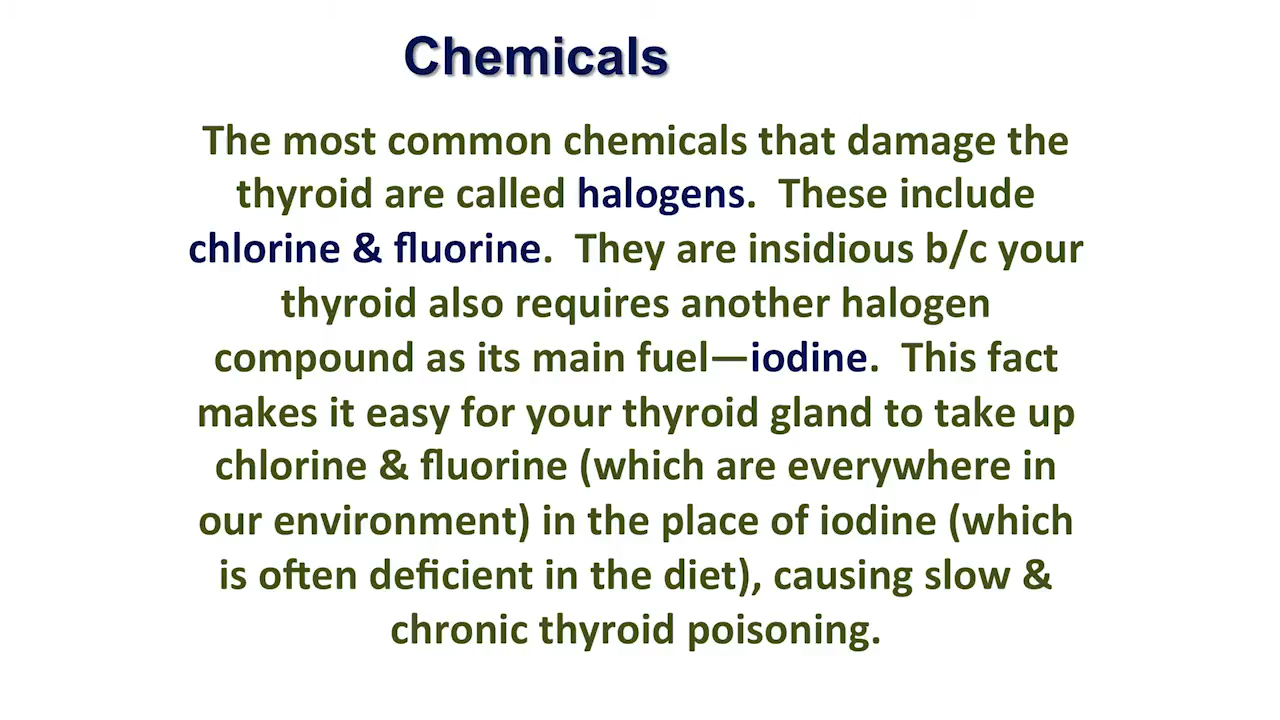 Chemicals
The most common chemicals that damage the
thyroid are called halogens.  These include
chlorine & fluorine.  They are insidious b/c your
thyroid also requires another halogen
compound as its main fuel—iodine.  This fact
makes it easy for your thyroid gland to take up
chlorine & fluorine (which are everywhere in
our environment) in the place of iodine (which
is often deficient in the diet), causing slow &
chronic thyroid poisoning.